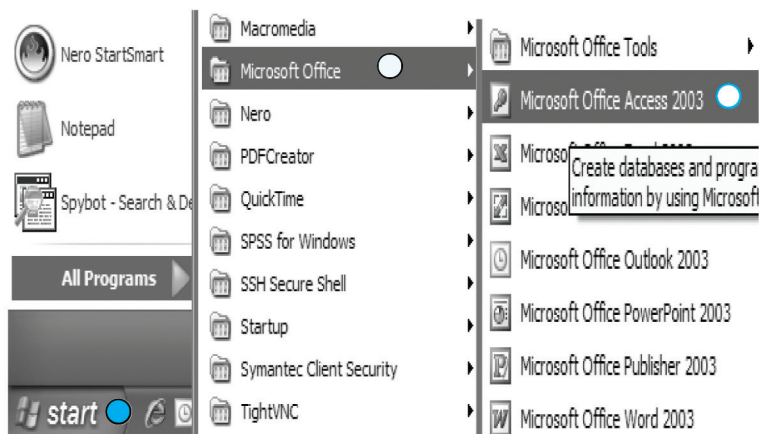 Nero StartSmart
Notepad
Spybot - Search & De
All Programs
start
Macromedia
Microsoft Office
Nero
PDFCreator
QuickTime
SPSS for Windows
SSH Secure Shell
Startup
Symantec Client Security
TightVNC
Microsoft Office Tools
Microsoft Office Access 2003
Create databases and progra
information by using Microsoft
Microsoft Office Outlook 2003
Microsoft Office PowerPoint 2003
Microsoft Office Publisher 2003
Microsoft Office Word 2003